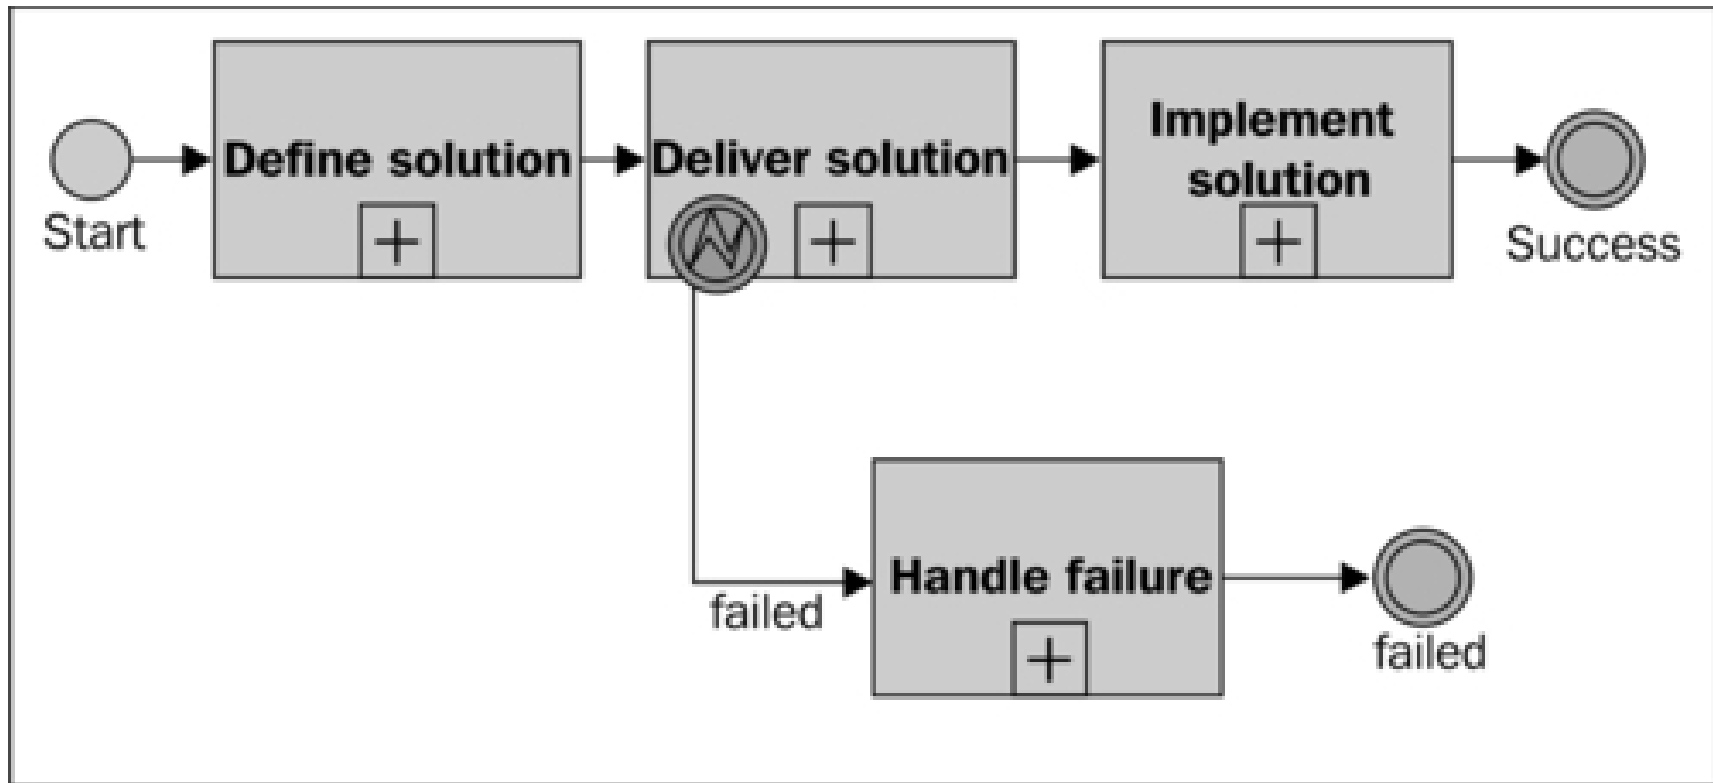 Start
Define solution
Deliver solution
Implement
solution
Success
failed
Handle failure
failed